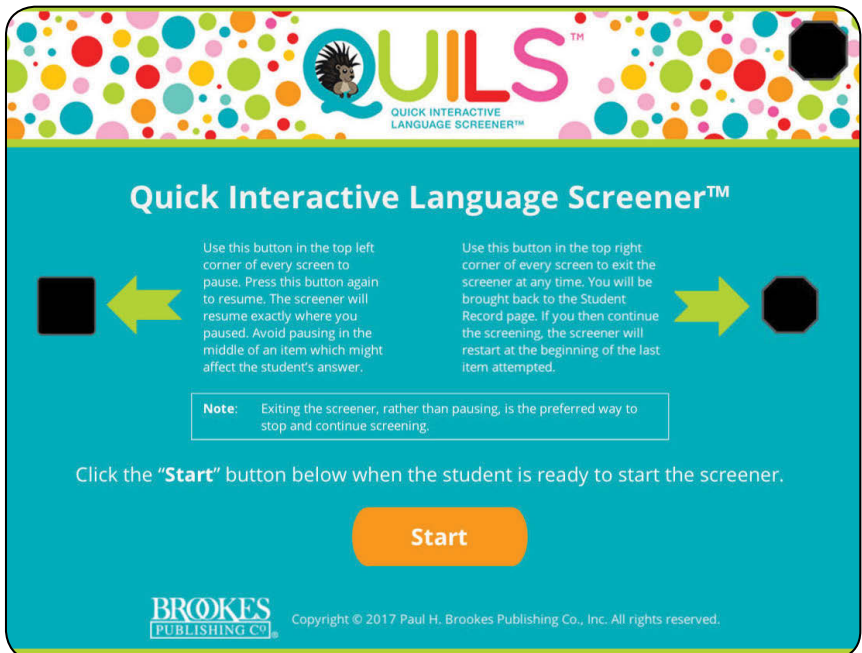 QUILS™
QUICK INTERACTIVE
LANGUAGE SCREENER™
Quick Interactive Language Screener™
Use this button in the top left
corner of every screen to
pause. Press this button again
to resume. The screener will
resume exactly where you
paused. Avoid pausing in the
middle of an item which might
affect the student's answer.
Use this button in the top right
corner of every screen to exit the
screener at any time. You will be
brought back to the Student
Record page. If you then continue
the screening, the screener will
restart at the beginning of the last
item attempted.
Note: Exiting the screener, rather than pausing, is the preferred way to
stop and continue screening.
Click the “Start” button below when the student is ready to start the screener.
Start
BROOKES
PUBLISHING CO®
Copyright © 2017 Paul H. Brookes Publishing Co., Inc. All rights reserved.